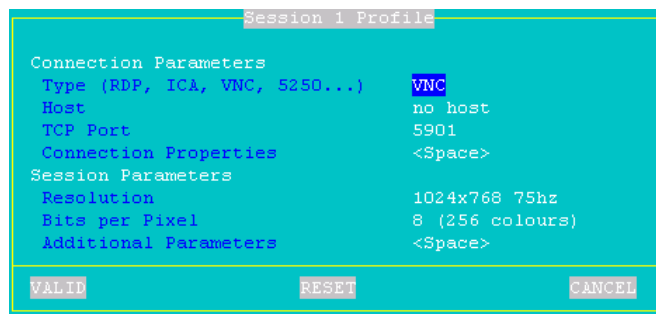 Session 1 Profile
Connection Parameters
Type (RDP, ICA, VNC, 5250...) VNC
Host no host
TCP Port 5901
Connection Properties <Space>
Session Parameters
Resolution 1024x768 75hz
Bits per Pixel 8 (256 colours)
Additional Parameters <Space>
VALID RESET CANCEL